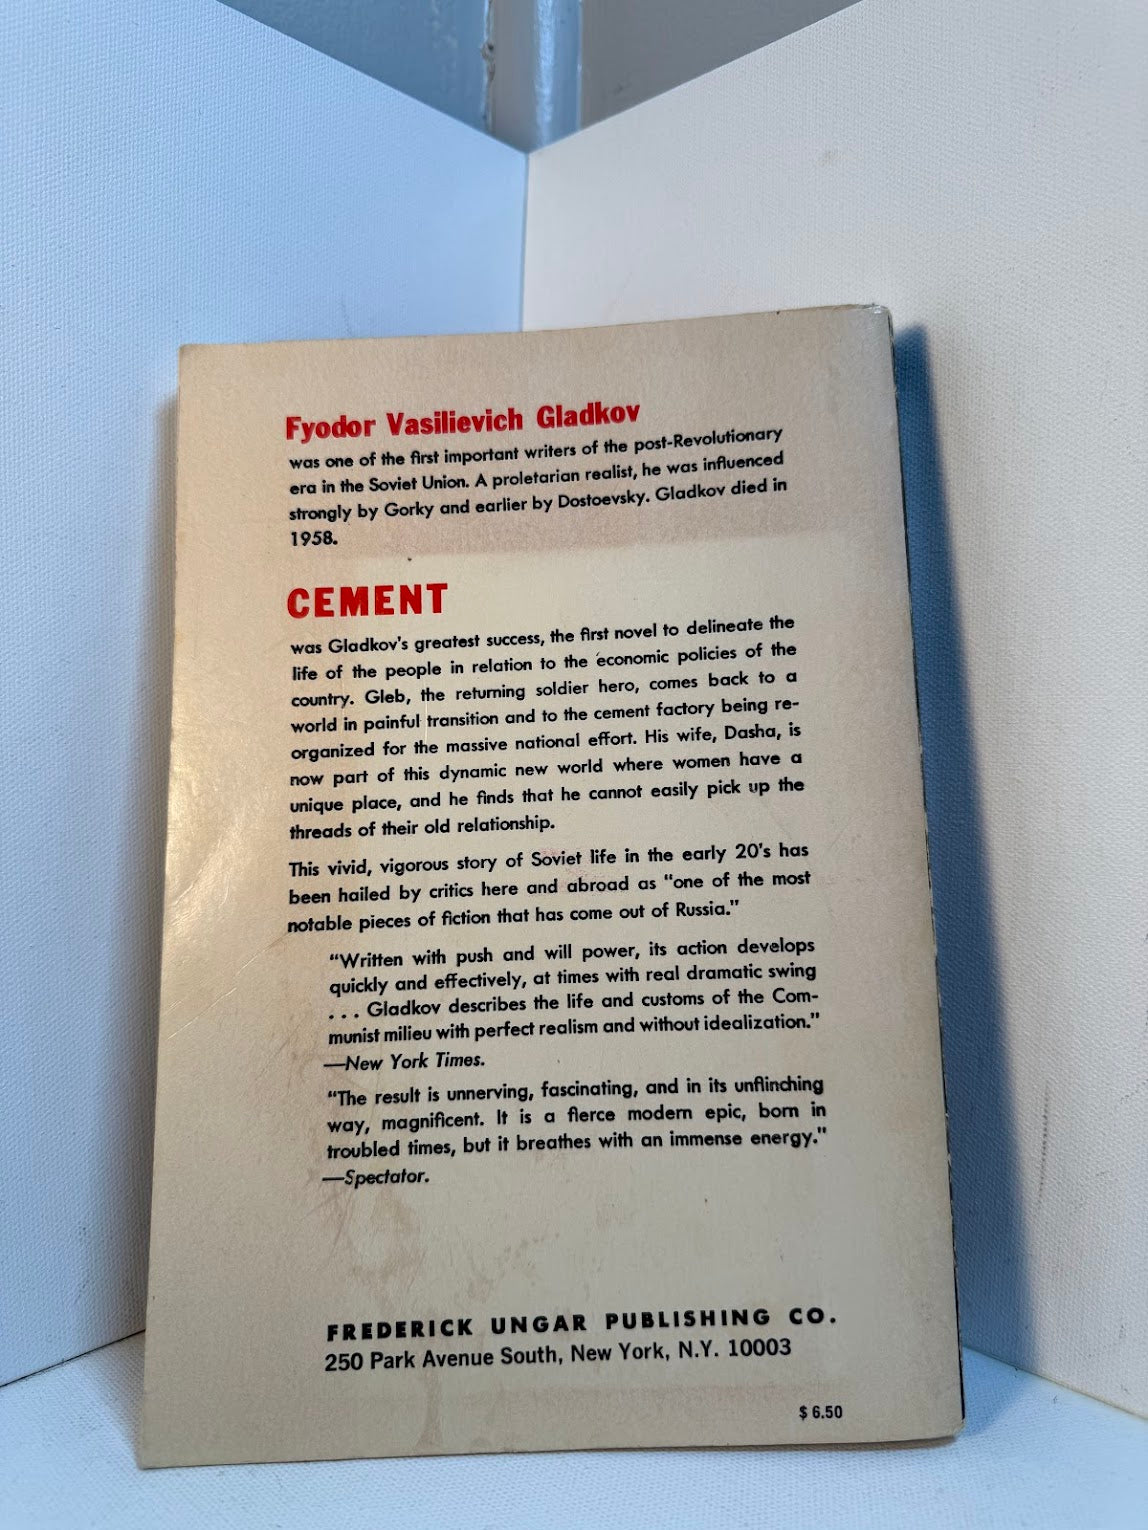 Fyodor Vasilievich Gladkov
was one of the first important writers of the post-Revolutionary
era in the Soviet Union. A proletarian realist, he was influenced
strongly by Gorky and earlier by Dostoevsky. Gladkov died in
1958.
CEMENT
was Gladkov's greatest success, the first novel to delineate the
life of the people in relation to the economic policies of the
country. Gleb, the returning soldier hero, comes back to a
world in painful transition and to the cement factory being re-
organized for the massive national effort. His wife, Dasha, is
now part of this dynamic new world where women have a
unique place, and he finds that he cannot easily pick up the
threads of their old relationship.
This vivid, vigorous story of Soviet life in the early 20's has
been hailed by critics here and abroad as "one of the most
notable pieces of fiction that has come out of Russia."
"Written with push and will power, its action develops
quickly and effectively, at times with real dramatic swing
. . . Gladkov describes the life and customs of the Com-
munist milieu with perfect realism and without idealization."
—New York Times.
"The result is unnerving, fascinating, and in its unflinching
way, magnificent. It is a fierce modern epic, born in
troubled times, but it breathes with an immense energy."
—Spectator.
FREDERICK UNGAR PUBLISHING CO.
250 Park Avenue South, New York, N.Y. 10003
$ 6.50